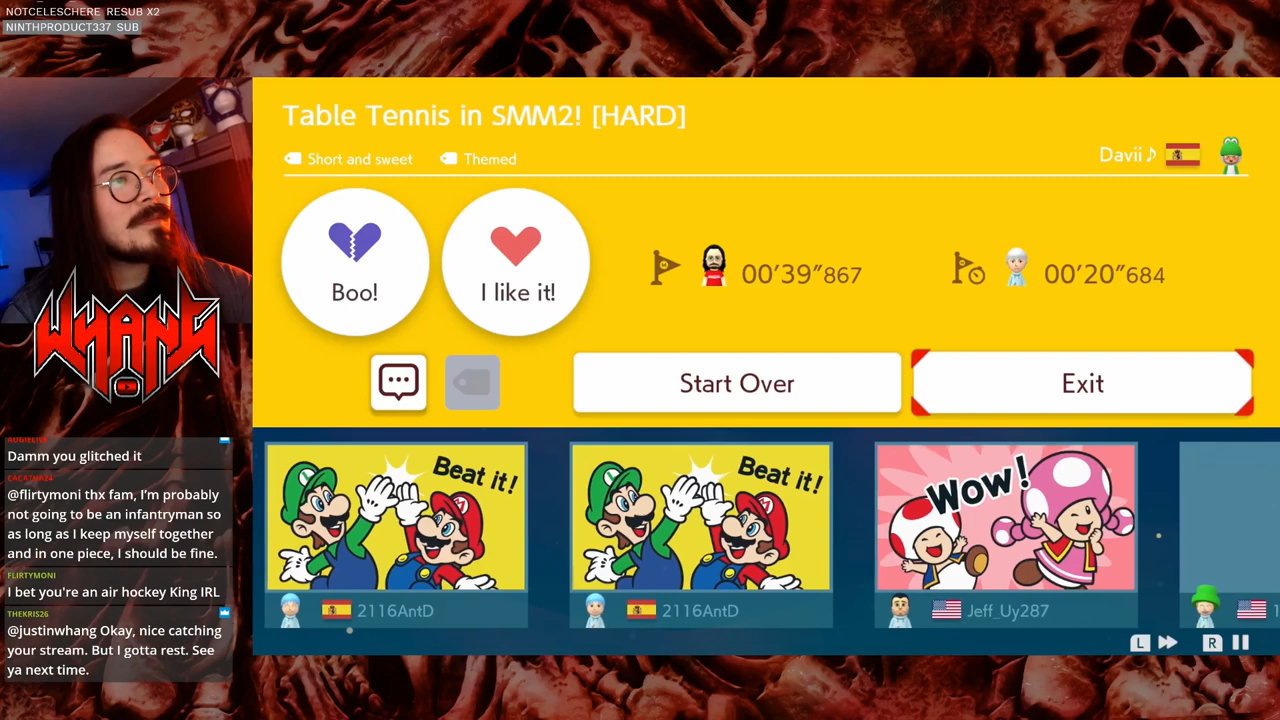 NOTCELESCHERE RESUB X2
NINTHPRODUCT337 SUB
Table Tennis in SMM2! [HARD]
Short and sweet
Themed
Davii♪
Boo!
I like it!
00'39"867
00'20"684
Start Over
Exit
WHANG
Damm you glitched it
CACATHA24
@flirtymoni thx fam, I'm probably
not going to be an infantryman so
as long as I keep myself together
and in one piece, I should be fine.
FLIRTYMONI
I bet you're an air hockey King IRL
THEKRIS26
@justinwhang Okay, nice catching
your stream. But I gotta rest. See
ya next time.
Beat it!
2116AntD
Beat it!
2116AntD
Wow!
Jeff_Uy287
L
R